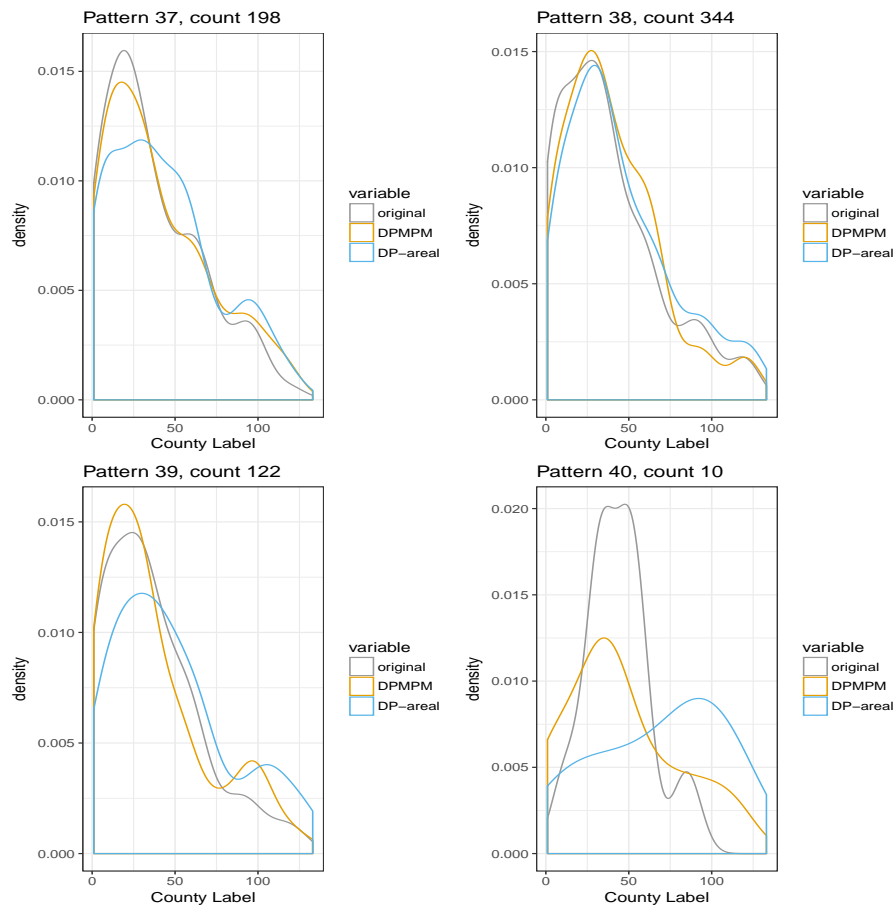 Pattern 37, count 198
0.015
0.010
0.005
0.000
density
0
50
100
County Label
variable
original
DPMPM
DP−areal
Pattern 38, count 344
0.015
0.010
0.005
0.000
density
0
50
100
County Label
variable
original
DPMPM
DP−areal
Pattern 39, count 122
0.015
0.010
0.005
0.000
density
0
50
100
County Label
variable
original
DPMPM
DP−areal
Pattern 40, count 10
0.020
0.015
0.010
0.005
0.000
density
0
50
100
County Label
variable
original
DPMPM
DP−areal